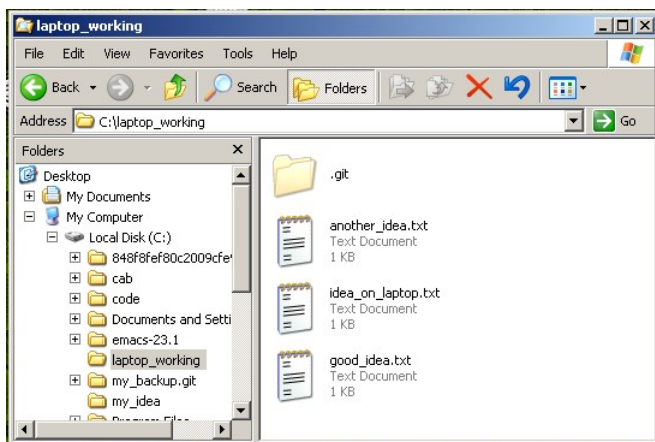 laptop_working
File Edit View Favorites Tools Help
Back Search Folders
Address C:\laptop_working Go
Folders x
Desktop
My Documents
My Computer
Local Disk (C:)
cab
code
Documents and Setti
emacs-23.1
laptop_working
my_backup.git
my_idea
.git
another_idea.txt
Text Document
1 KB
idea_on_laptop.txt
Text Document
1 KB
good_idea.txt
Text Document
1 KB